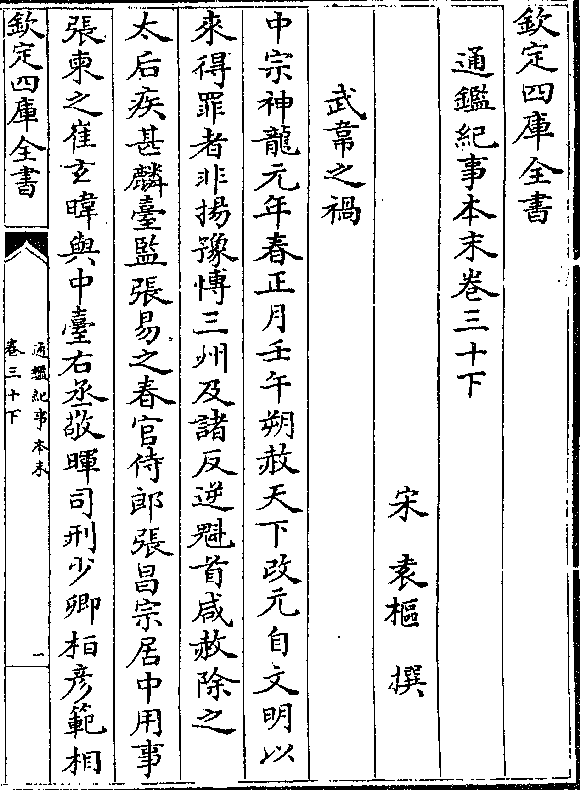 欽定四庫全書
通鑑紀事本末卷三十下
宋 袁樞 撰
武韋之禍
中宗神龍元年春正月壬午朔赦天下改元自文明以
來得罪者非揚豫愽三州及諸反逆魁首咸赦除之
太后疾甚麟臺監張易之春官侍郎張昌宗居中用事
張柬之崔玄暐與中臺右丞敬暉司刑少卿桓彥範相
欽定四庫全書
通鑑紀事本末
卷三十下
一